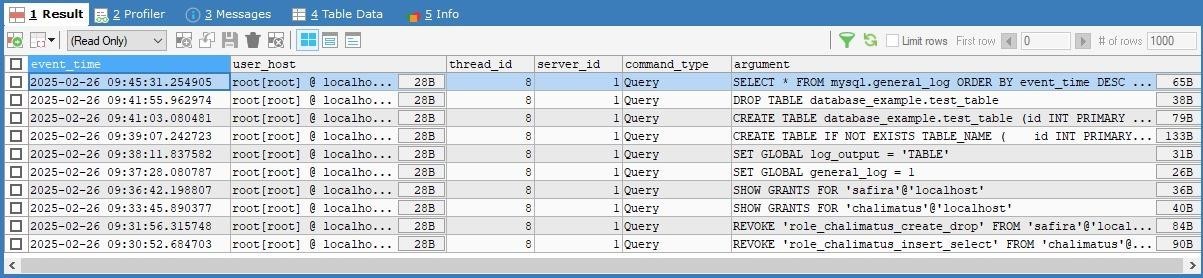 1 Result 2 Profiler 3 Messages 4 Table Data 5 Info
(Read Only) Limit rows First row 0 # of rows 1000
event_time user_host thread_id server_id command_type argument
2025-02-26 09:45:31.254905 root[root] @ localho... 28B 8 1 Query SELECT * FROM mysql.general_log ORDER BY event_time DESC ... 65B
2025-02-26 09:41:55.962974 root[root] @ localho... 28B 8 1 Query DROP TABLE database_example.test_table 38B
2025-02-26 09:41:03.080481 root[root] @ localho... 28B 8 1 Query CREATE TABLE database_example.test_table (id INT PRIMARY ... 79B
2025-02-26 09:39:07.242723 root[root] @ localho... 28B 8 1 Query CREATE TABLE IF NOT EXISTS TABLE_NAME ( id INT PRIMARY... 133B
2025-02-26 09:38:11.837582 root[root] @ localho... 28B 8 1 Query SET GLOBAL log_output = 'TABLE' 31B
2025-02-26 09:37:28.080787 root[root] @ localho... 28B 8 1 Query SET GLOBAL general_log = 1 26B
2025-02-26 09:36:42.198807 root[root] @ localho... 28B 8 1 Query SHOW GRANTS FOR 'safira'@'localhost' 36B
2025-02-26 09:33:45.890377 root[root] @ localho... 28B 8 1 Query SHOW GRANTS FOR 'chalimatus'@'localhost' 40B
2025-02-26 09:31:56.315748 root[root] @ localho... 28B 8 1 Query REVOKE 'role_chalimatus_create_drop' FROM 'safira'@'local... 84B
2025-02-26 09:30:52.684703 root[root] @ localho... 28B 8 1 Query REVOKE 'role_chalimatus_insert_select' FROM 'chalimatus'@... 90B